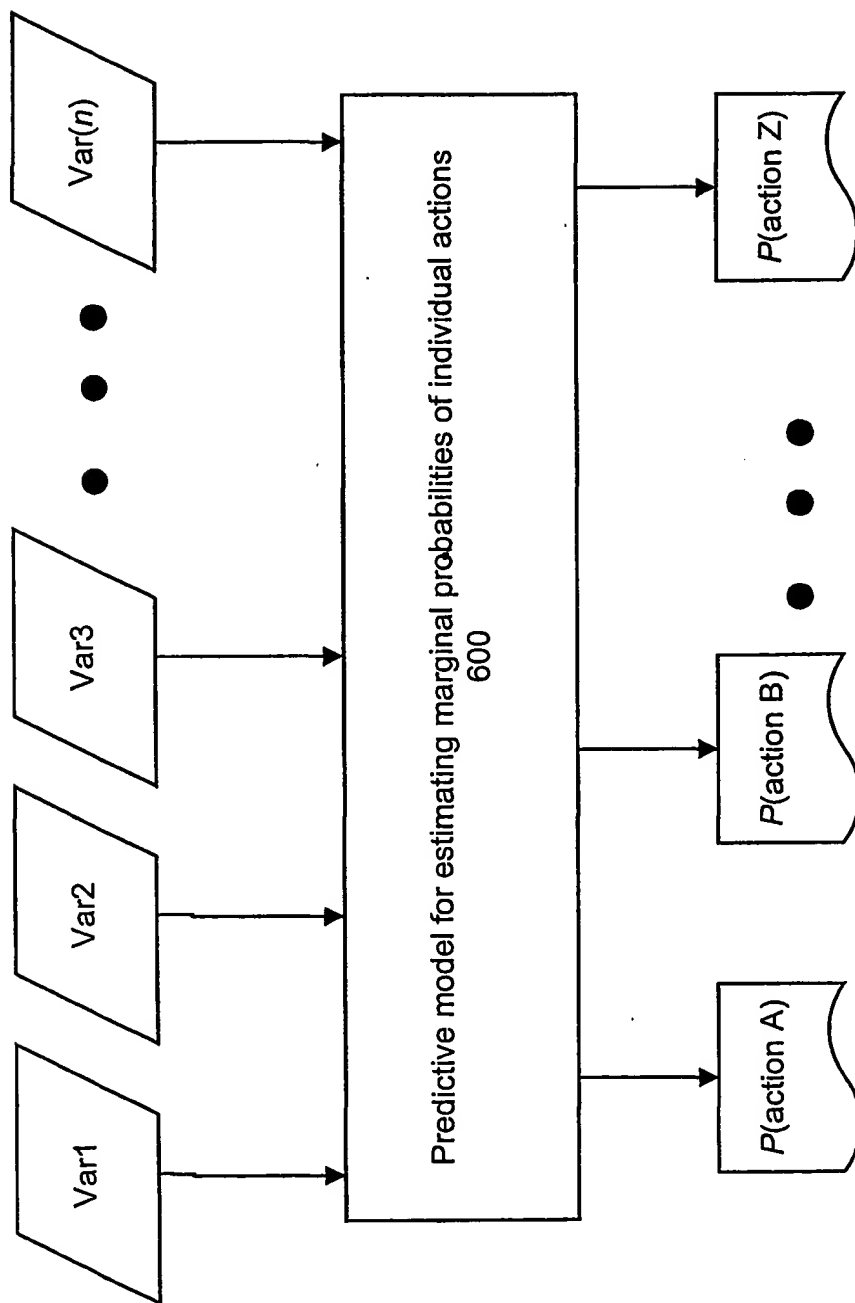 Var1
Var2
Var3
Var(n)
Predictive model for estimating marginal probabilities of individual actions
600
P(action A)
P(action B)
P(action Z)